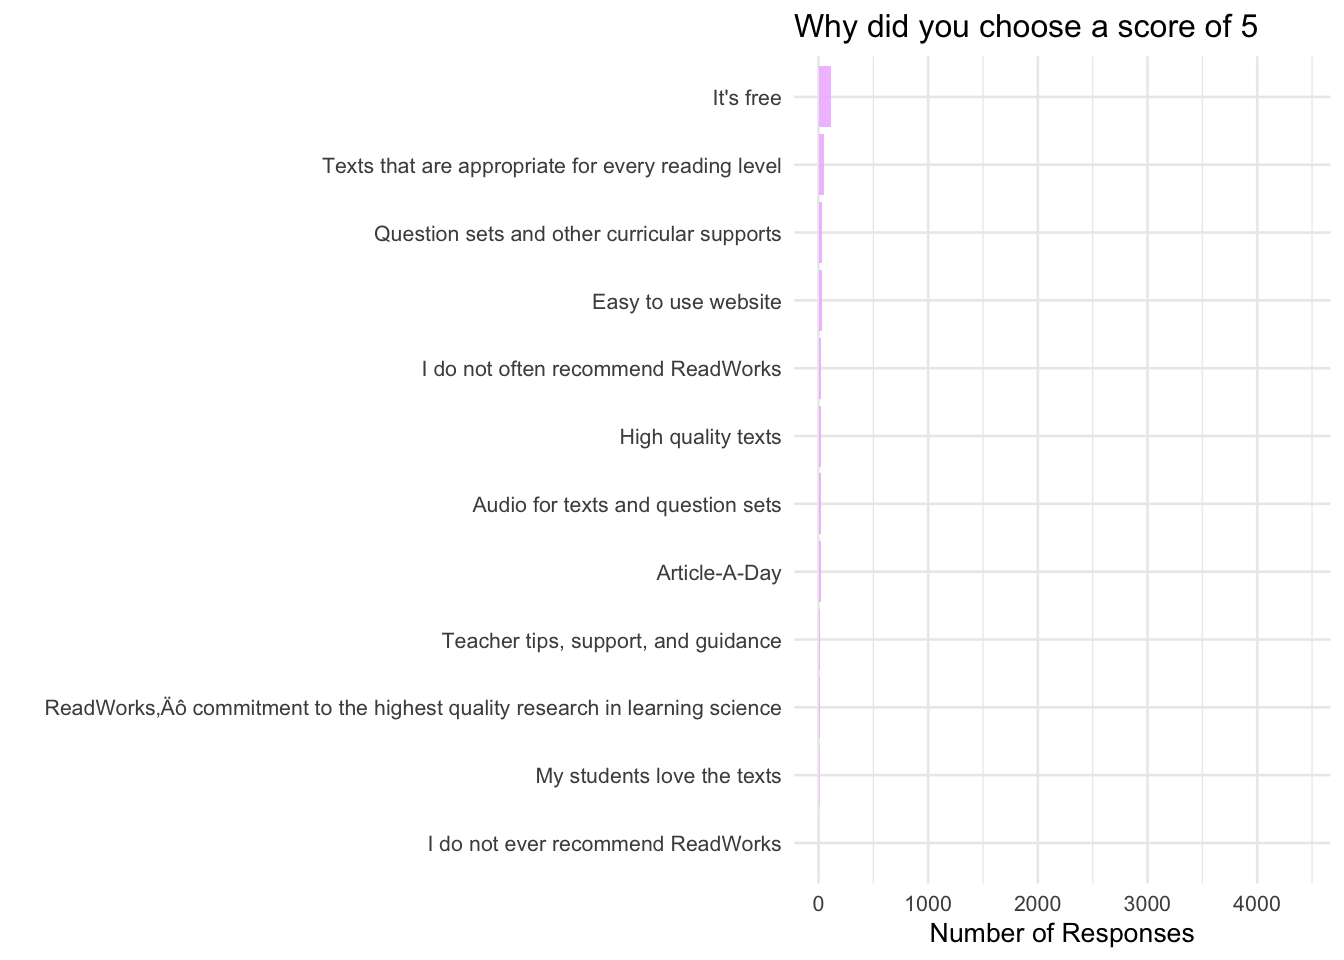 Why did you choose a score of 5
It's free
Texts that are appropriate for every reading level
Question sets and other curricular supports
Easy to use website
I do not often recommend ReadWorks
High quality texts
Audio for texts and question sets
Article-A-Day
Teacher tips, support, and guidance
ReadWorks‚Äô commitment to the highest quality research in learning science
My students love the texts
I do not ever recommend ReadWorks
0 1000 2000 3000 4000
Number of Responses